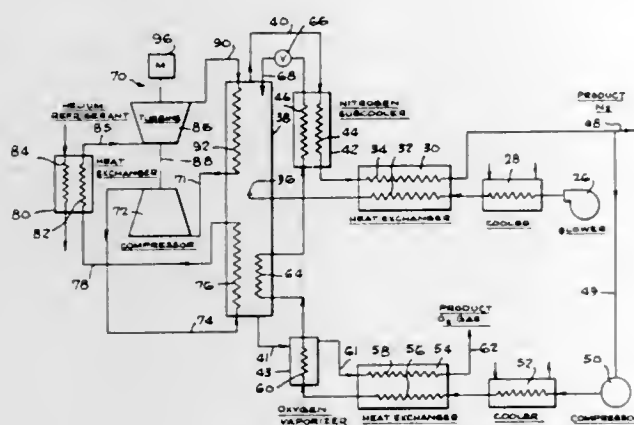 40
66
96
M
90
V
70
68
46
NITROGEN
SUBCOOLER
PRODUCT
N2
TURBINE
HELIUM
REFRIGERANT
85
86
38
44
98
84
88
92
42
71
34
32
30
28
26
HEAT
EXCHANGER
36
72
80
82
COMPRESSOR
HEAT EXCHANGER
COOLER
BLOWER
78
76
64
49
PRODUCT
O2 GAS
74
41
61
58
56
54
62
52
50
43
60
OXYGEN
VAPORIZER
HEAT EXCHANGER
COOLER
COMPRESSOR